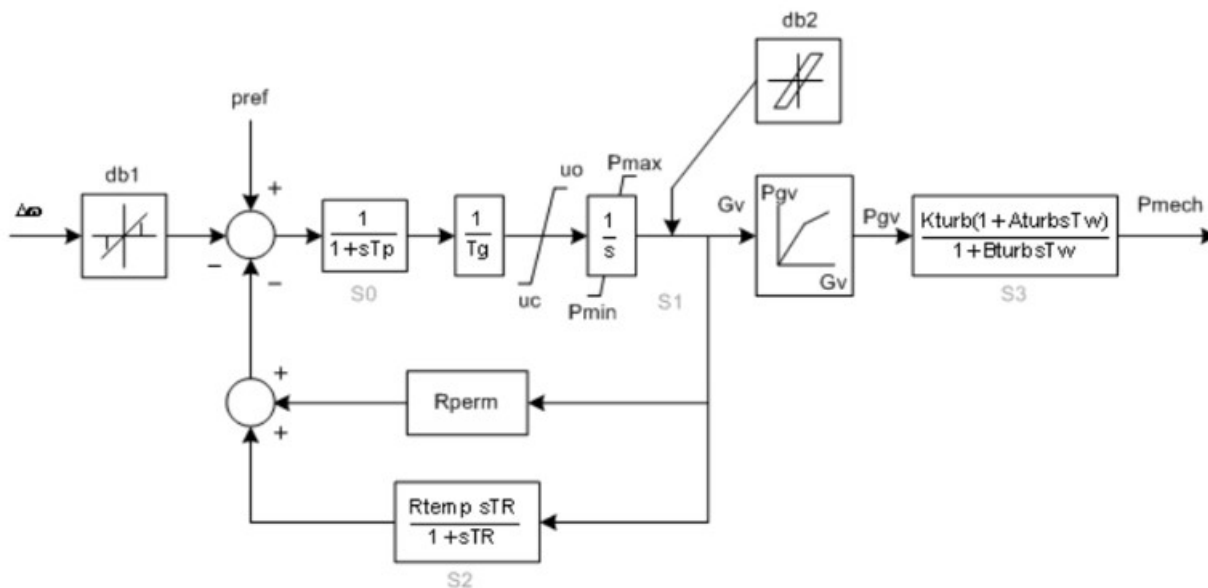 db2
pref
db1
Δω
+
−
−
1
1+sTp
S0
1
Tg
uo
uc
Pmax
1
s
Pmin
S1
Gv
Pgv
Gv
Pgv
Kturb(1+AturbsTw)
1+BturbsTw
S3
Pmech
+
+
Rperm
Rtemp sTR
1+sTR
S2